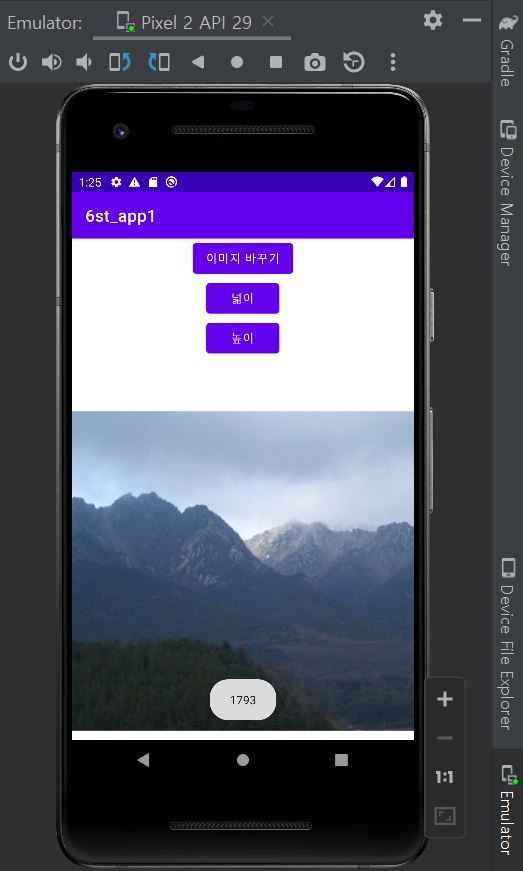 Emulator: Pixel 2 API 29
Gradle
Device Manager
1:25
6st_app1
이미지 바꾸기
넓이
높이
1793
1:1
Device File Explorer
Emulator